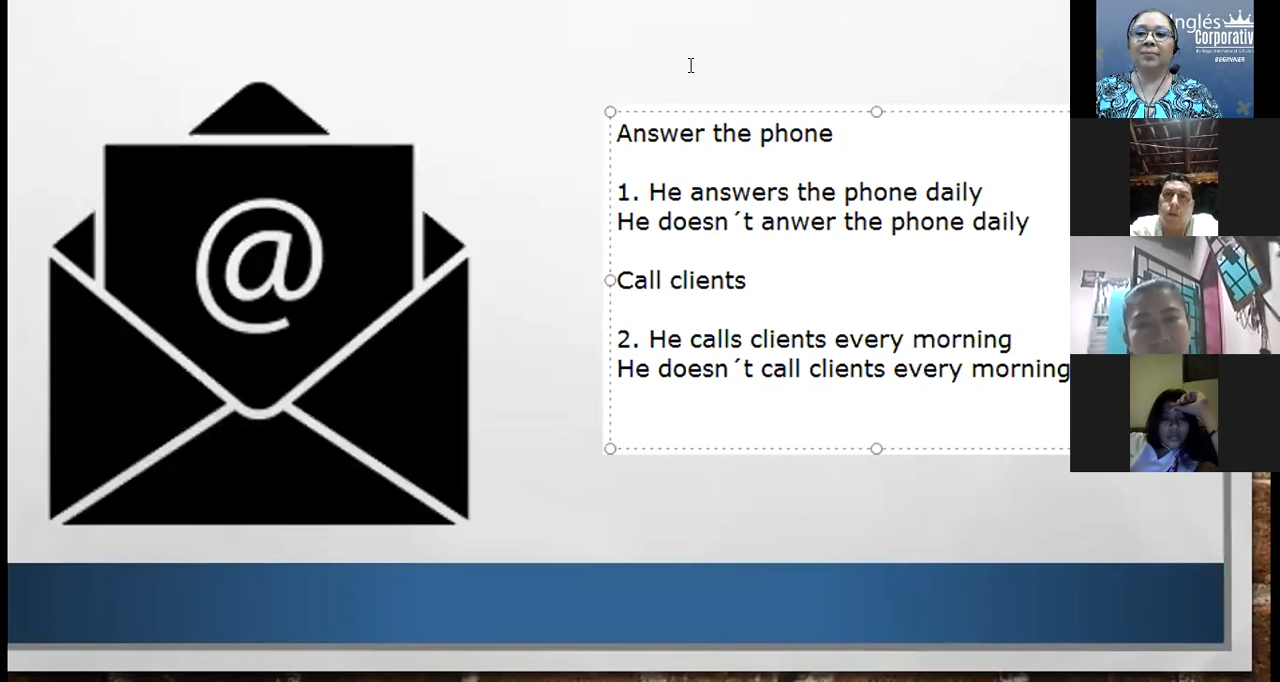 Answer the phone
1. He answers the phone daily
He doesn´t anwer the phone daily
Call clients
2. He calls clients every morning
He doesn´t call clients every morning
@
Inglés
Corporativ
BEGINNER